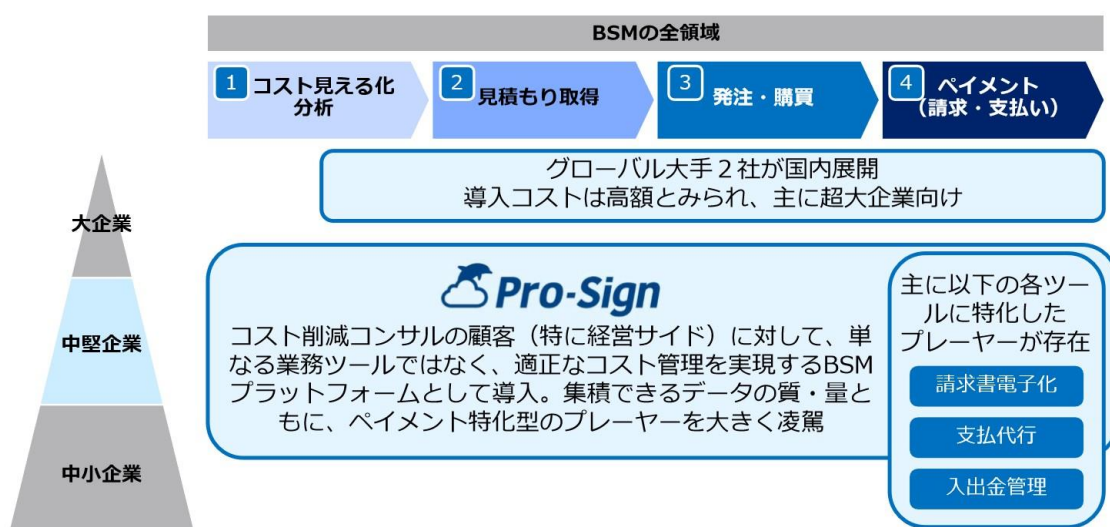 BSMの全領域
1
コスト見える化
分析
2
見積もり取得
3
発注・購買
4
ペイメント
（請求・支払い）
グローバル大手２社が国内展開
導入コストは高額とみられ、主に超大企業向け
大企業
中堅企業
中小企業
Pro-Sign
コスト削減コンサルの顧客（特に経営サイド）に対して、単
なる業務ツールではなく、適正なコスト管理を実現するBSM
プラットフォームとして導入。集積できるデータの質・量と
もに、ペイメント特化型のプレーヤーを大きく凌駕
主に以下の各ツー
ルに特化した
プレーヤーが存在
請求書電子化
支払代行
入出金管理